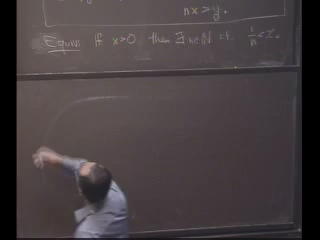 nx > y.
Equiv: If x>0, then ∃ n∈ℕ s.t. 1/n < x.